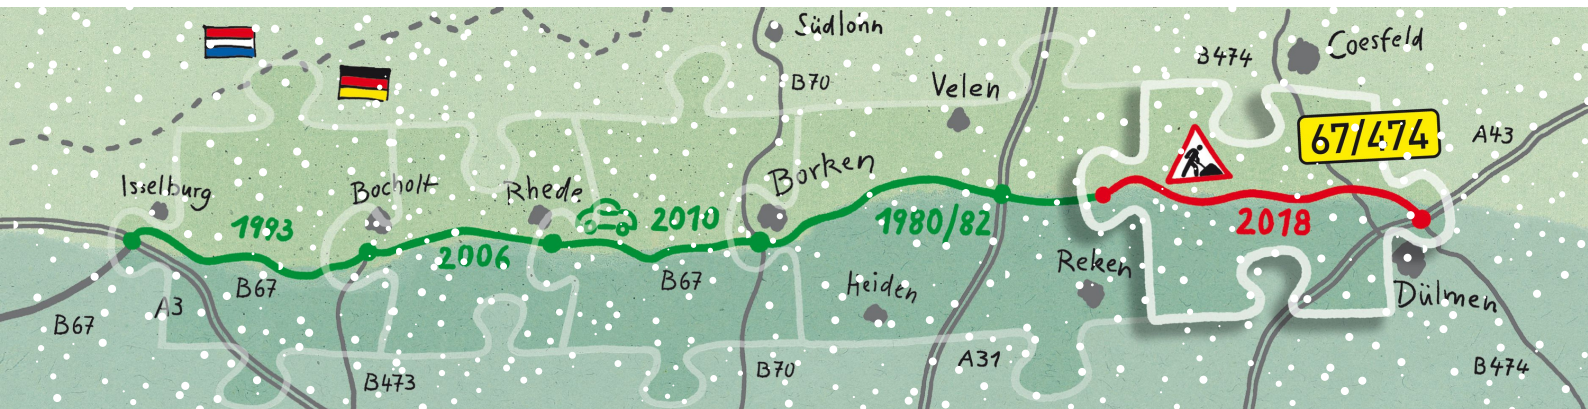 Südlohn
B474
Coesfeld
B70
Velen
67/474
A43
Isselburg
Bocholt
Rhede
Borken
1993
2006
2010
1980/82
2018
B67
B67
Reken
Heiden
A3
B67
Dülmen
A31
B70
B473
B474